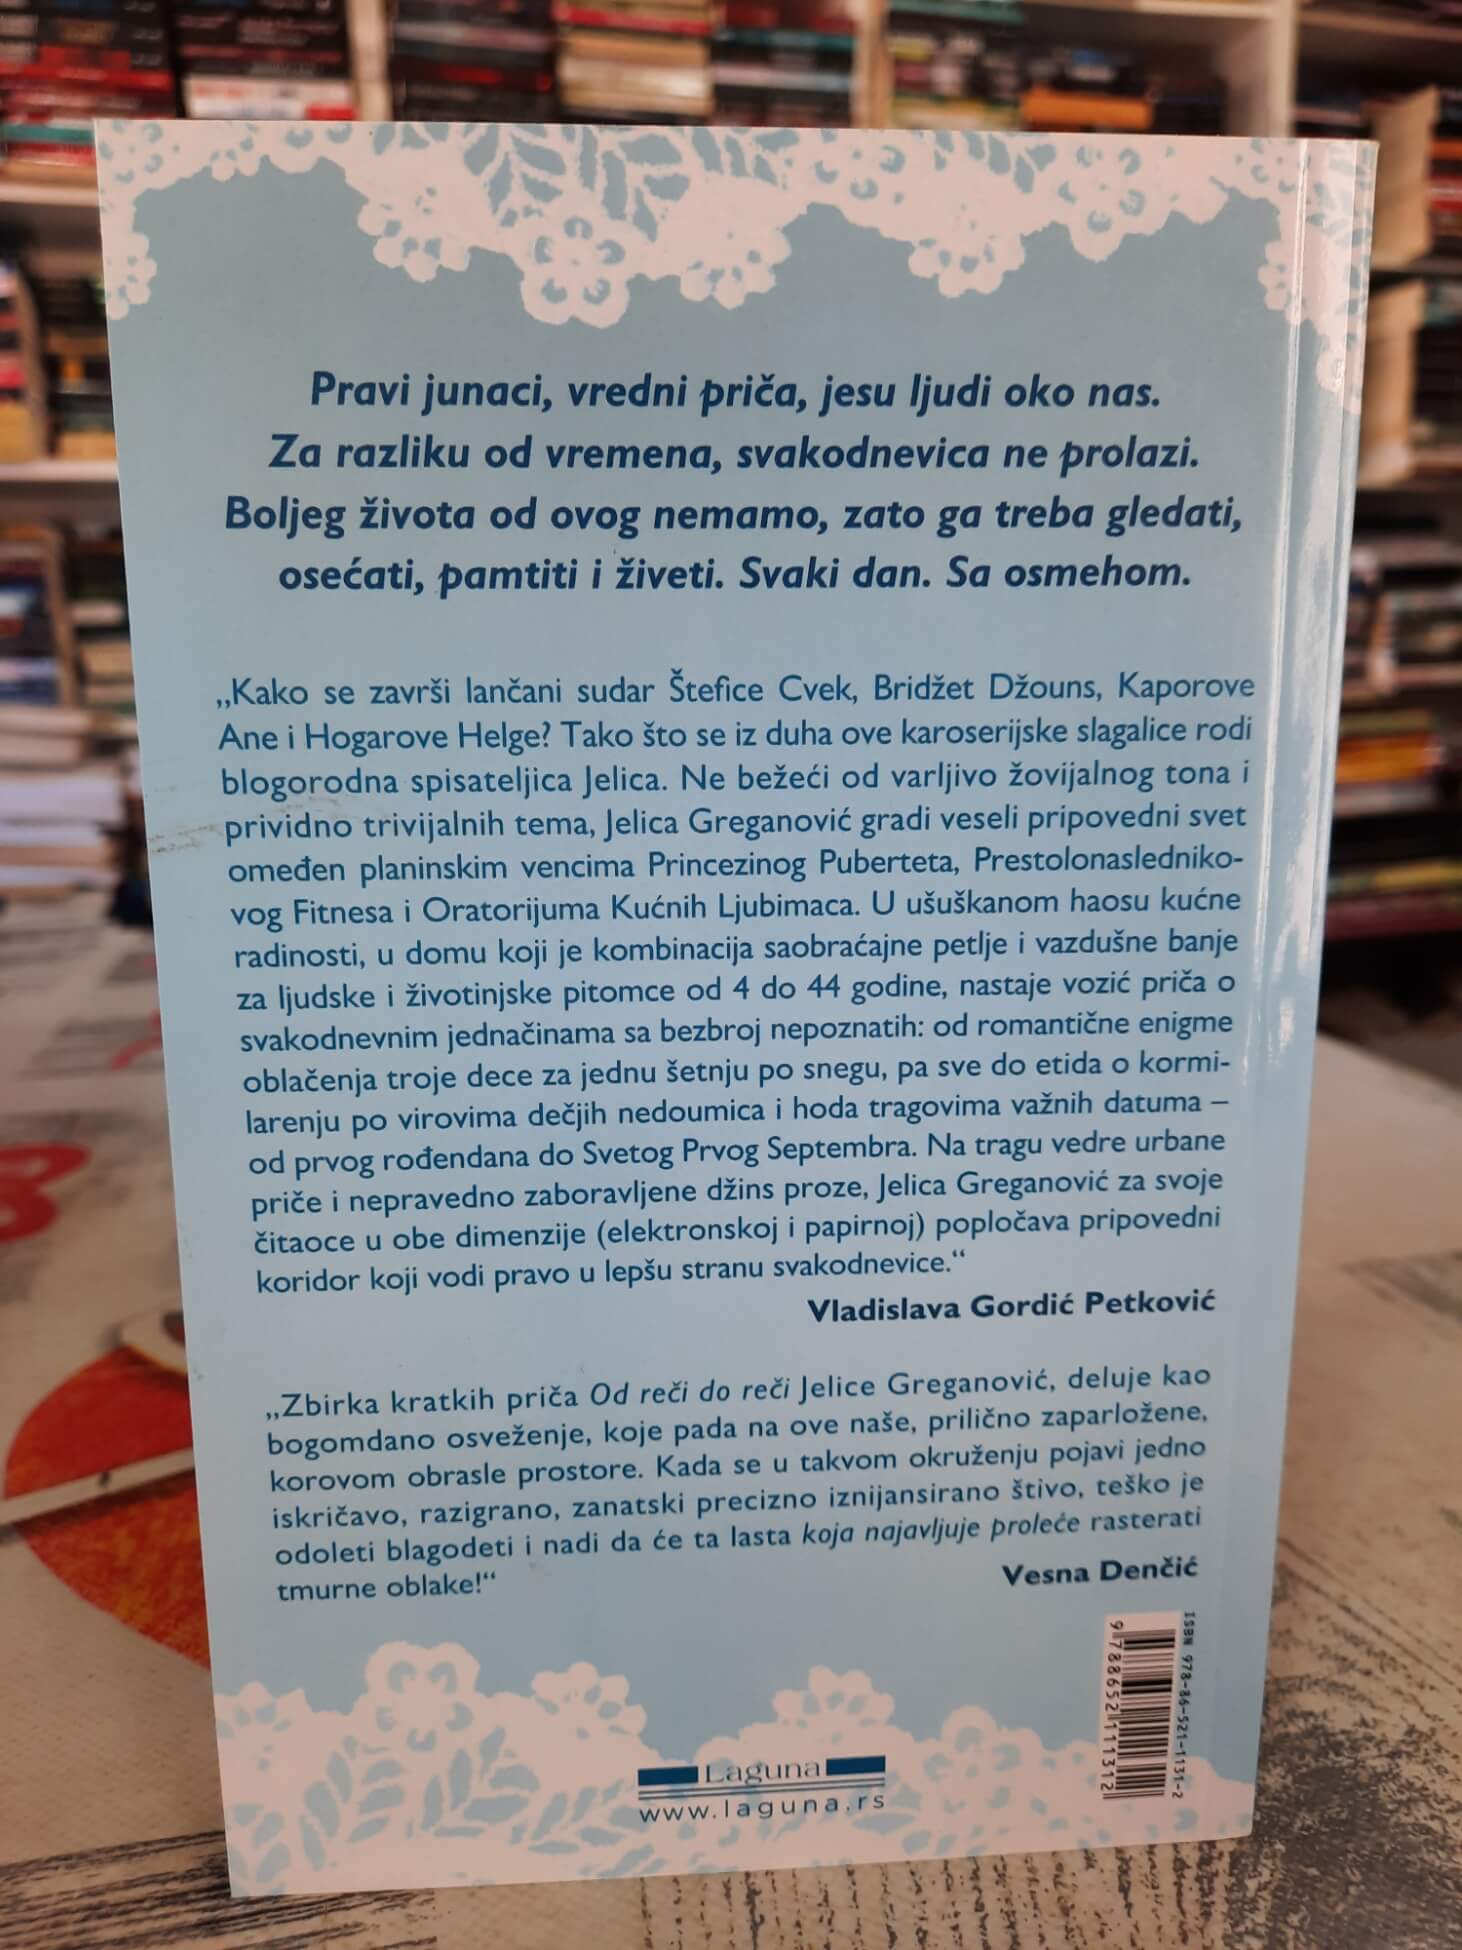 Pravi junaci, vredni priča, jesu ljudi oko nas.
Za razliku od vremena, svakodnevica ne prolazi.
Boljeg života od ovog nemamo, zato ga treba gledati,
osećati, pamtiti i živeti. Svaki dan. Sa osmehom.
„Kako se završi lančani sudar Štefice Cvek, Bridžet Džouns, Kaporove
Ane i Hogarove Helge? Tako što se iz duha ove karoserijske slagalice rodi
blogorodna spisateljica Jelica. Ne bežeći od varljivo žovijalnog tona i
prividno trivijalnih tema, Jelica Greganović gradi veseli pripovedni svet
omeđen planinskim vencima Princezinog Puberteta, Prestolonasledniko-
vog Fitnesa i Oratorijuma Kućnih Ljubimaca. U ušuškanom haosu kućne
radinosti, u domu koji je kombinacija saobraćajne petlje i vazdušne banje
za ljudske i životinjske pitomce od 4 do 44 godine, nastaje vozić priča o
svakodnevnim jednačinama sa bezbroj nepoznatih: od romantične enigme
oblačenja troje dece za jednu šetnju po snegu, pa sve do etida o kormi-
larenju po virovima dečjih nedoumica i hoda tragovima važnih datuma –
od prvog rođendana do Svetog Prvog Septembra. Na tragu vedre urbane
priče i nepravedno zaboravljene džins proze, Jelica Greganović za svoje
čitaoce u obe dimenzije (elektronskoj i papirnoj) popločava pripovedni
koridor koji vodi pravo u lepšu stranu svakodnevice.“
Vladislava Gordić Petković
„Zbirka kratkih priča Od reči do reči Jelice Greganović, deluje kao
bogomdano osveženje, koje pada na ove naše, prilično zaparložene,
korovom obrasle prostore. Kada se u takvom okruženju pojavi jedno
iskričavo, razigrano, zanatski precizno iznijansirano štivo, teško je
odoleti blagodeti i nadi da će ta lasta koja najavljuje proleće rasterati
tmurne oblake!“
Vesna Denčić
ISBN 978-86-521-1131-2
9788652111312
Laguna
www.laguna.rs